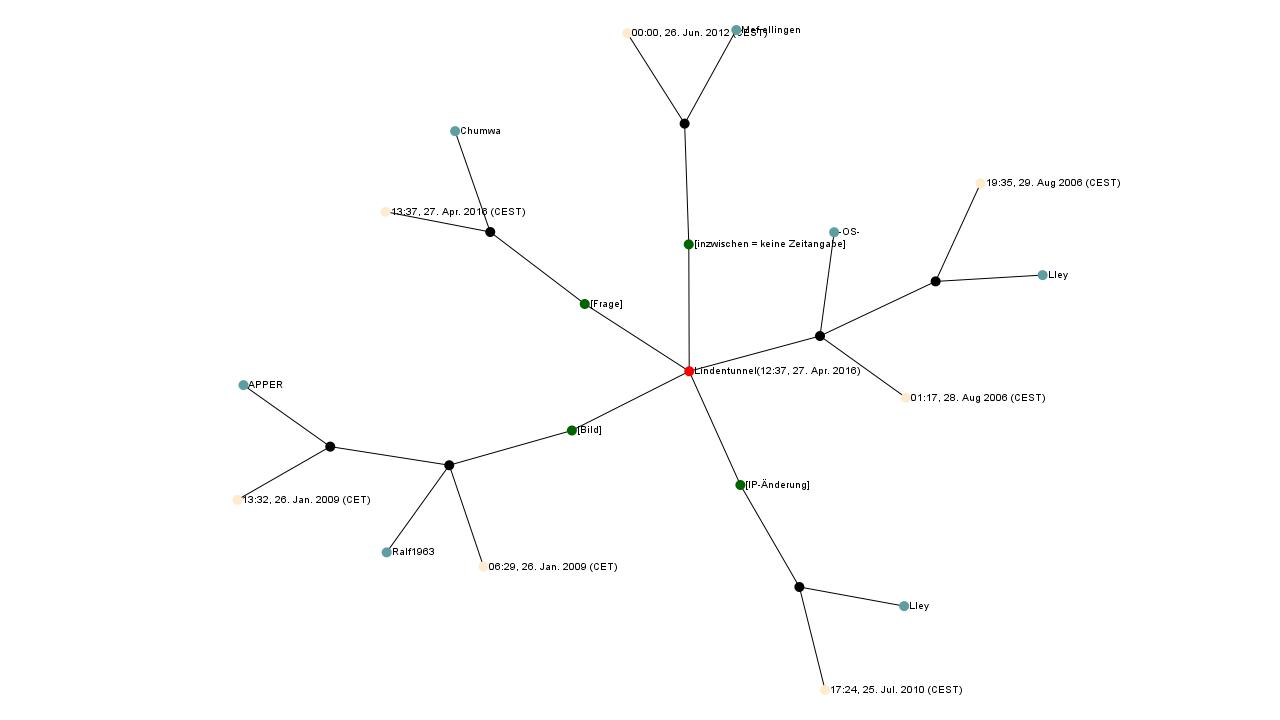 00:00, 26. Jun. 2012 (CEST)
Chumwa
19:35, 29. Aug 2006 (CEST)
13:37, 27. Apr. 2016 (CEST)
-OS-
[inzwischen = keine Zeitangabe]
Lley
[Frage]
Lindentunnel(12:37, 27. Apr. 2016)
APPER
01:17, 28. Aug 2006 (CEST)
[Bild]
[IP-Änderung]
13:32, 26. Jan. 2009 (CET)
Ralf1963
06:29, 26. Jan. 2009 (CET)
Lley
17:24, 25. Jul. 2010 (CEST)